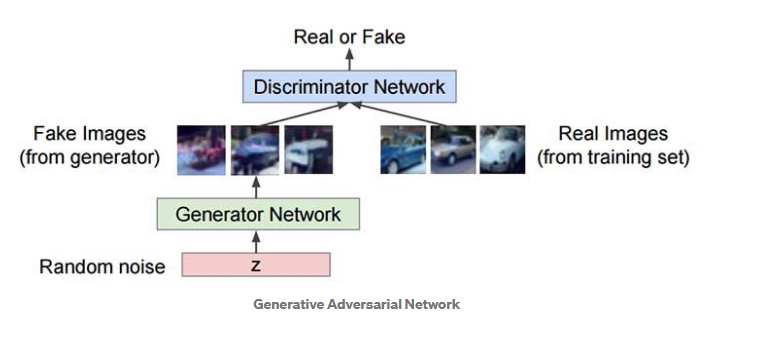 Real or Fake
Discriminator Network
Fake Images
(from generator)
Real Images
(from training set)
Generator Network
Random noise
z
Generative Adversarial Network